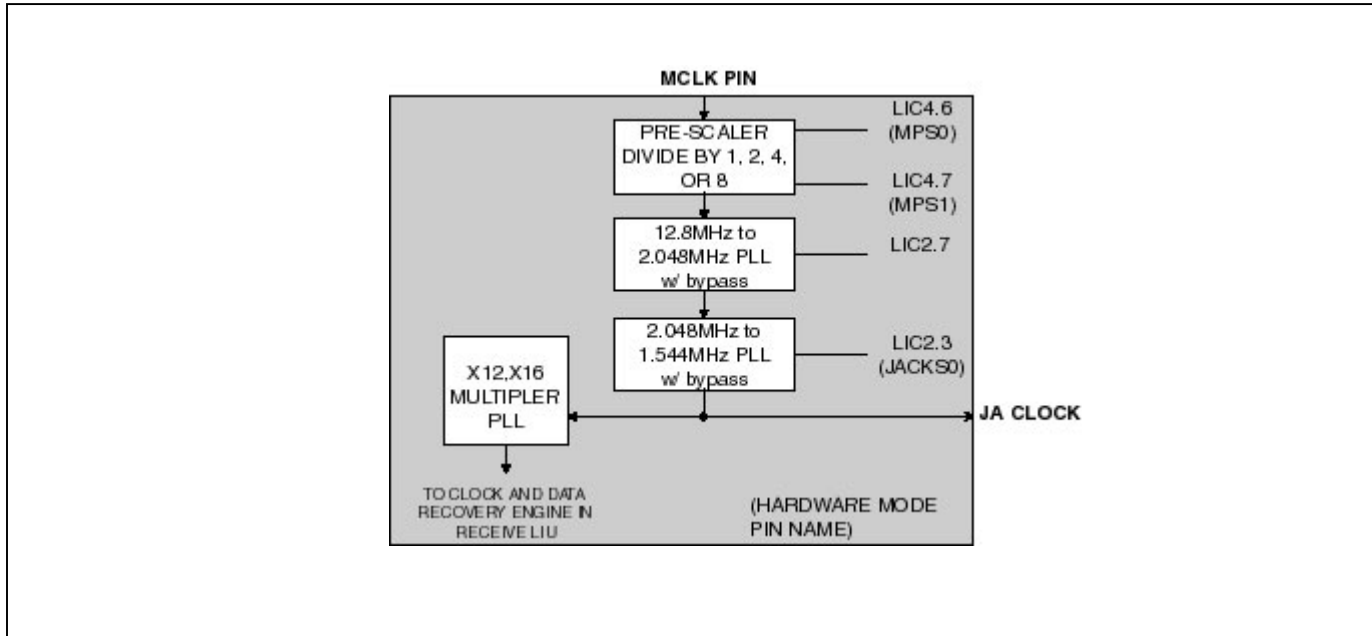 MCLK PIN
PRE-SCALER
DIVIDE BY 1, 2, 4,
OR 8
LIC4.6
(MPS0)
LIC4.7
(MPS1)
12.8MHz to
2.048MHz PLL
w/ bypass
LIC2.7
2.048MHz to
1.544MHz PLL
w/ bypass
LIC2.3
(JACKS0)
X12,X16
MULTIPLER
PLL
JA CLOCK
TO CLOCK AND DATA
RECOVERY ENGINE IN
RECEIVE LIU
(HARDWARE MODE
PIN NAME)